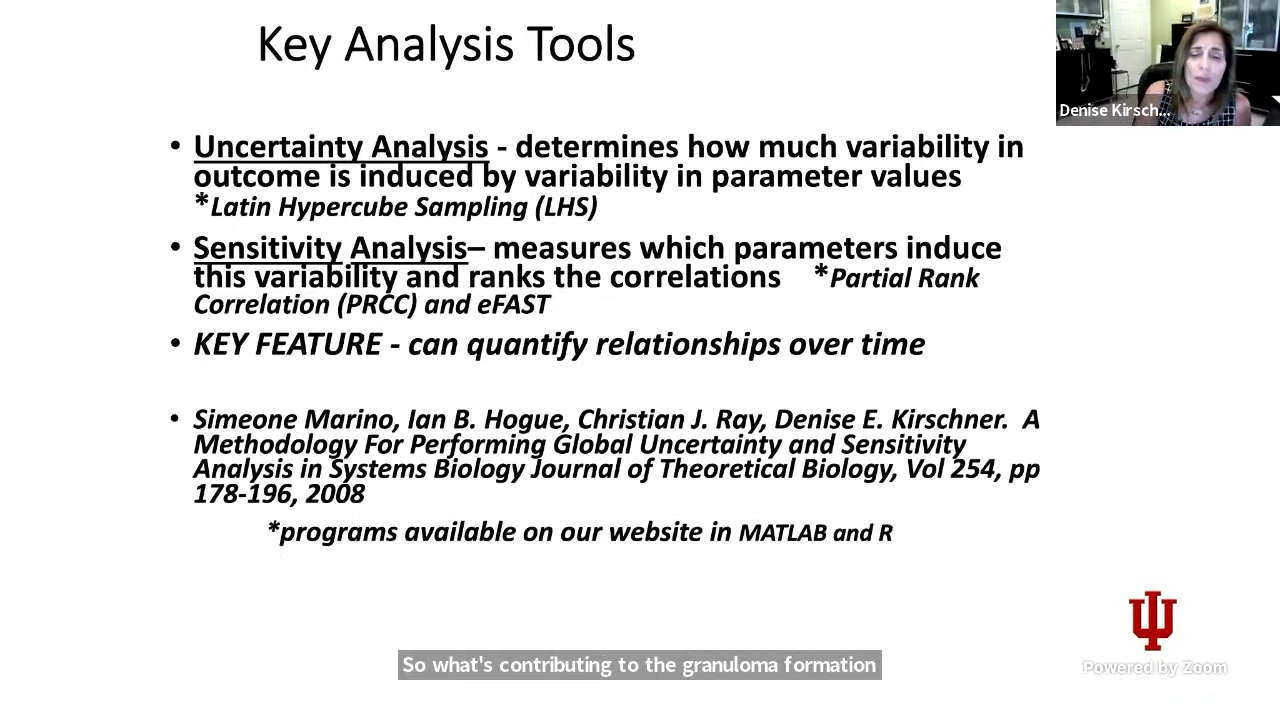 Key Analysis Tools
Denise Kirsch...
• Uncertainty Analysis - determines how much variability in
outcome is induced by variability in parameter values
*Latin Hypercube Sampling (LHS)
• Sensitivity Analysis– measures which parameters induce
this variability and ranks the correlations *Partial Rank
Correlation (PRCC) and eFAST
• KEY FEATURE - can quantify relationships over time
• Simeone Marino, Ian B. Hogue, Christian J. Ray, Denise E. Kirschner. A
Methodology For Performing Global Uncertainty and Sensitivity
Analysis in Systems Biology Journal of Theoretical Biology, Vol 254, pp
178-196, 2008
*programs available on our website in MATLAB and R
So what's contributing to the granuloma formation
Powered by Zoom